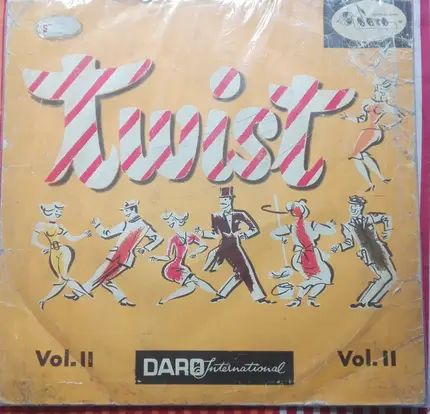 Twist
Vol. II
DARO International
Vol. II